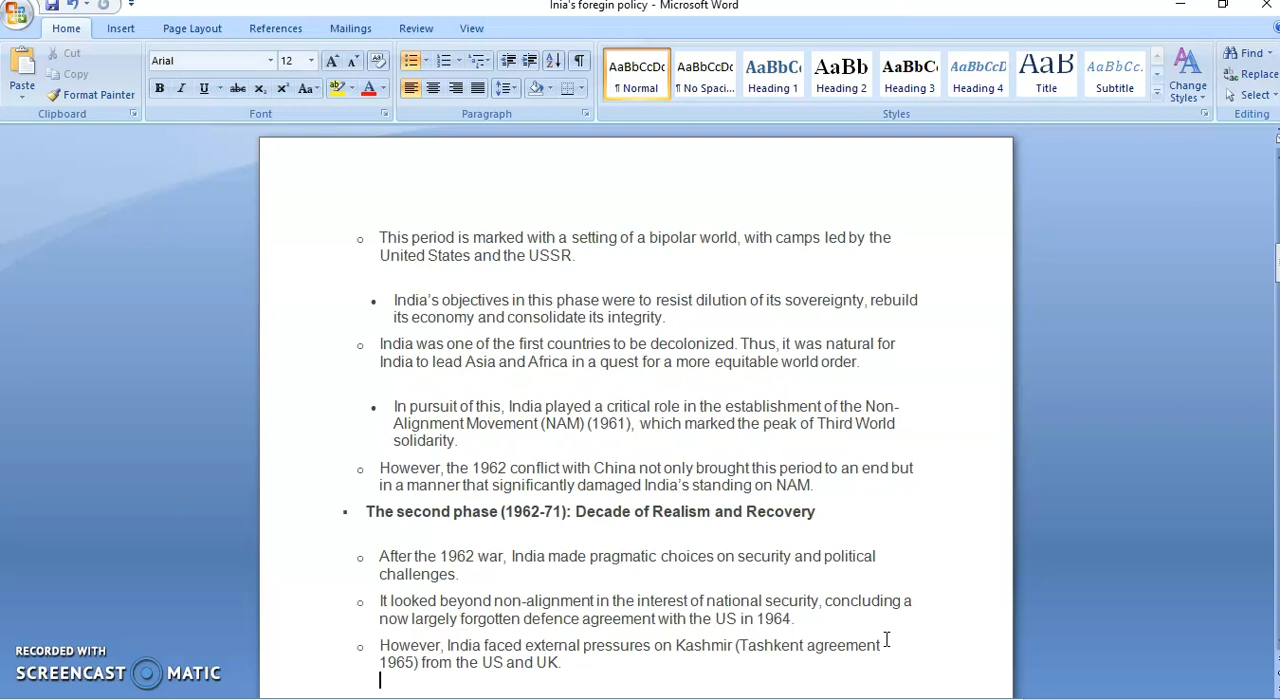 Inia's foregin policy - Microsoft Word
Home Insert Page Layout References Mailings Review View
Cut
Copy
Format Painter
Paste
Arial
12
AaBbCcDc AaBbCcDc AaBbC AaBb AaBbC AaBbCcD AaB AaBbCc.
¶ Normal ¶ No Spaci... Heading 1 Heading 2 Heading 3 Heading 4 Title Subtitle
Change
Styles
Find
Replace
Select
Clipboard Font Paragraph Styles Editing
This period is marked with a setting of a bipolar world, with camps led by the
United States and the USSR.
India's objectives in this phase were to resist dilution of its sovereignty, rebuild
its economy and consolidate its integrity.
India was one of the first countries to be decolonized. Thus, it was natural for
India to lead Asia and Africa in a quest for a more equitable world order.
In pursuit of this, India played a critical role in the establishment of the Non-
Alignment Movement (NAM) (1961), which marked the peak of Third World
solidarity.
However, the 1962 conflict with China not only brought this period to an end but
in a manner that significantly damaged India's standing on NAM.
The second phase (1962-71): Decade of Realism and Recovery
After the 1962 war, India made pragmatic choices on security and political
challenges.
It looked beyond non-alignment in the interest of national security, concluding a
now largely forgotten defence agreement with the US in 1964.
However, India faced external pressures on Kashmir (Tashkent agreement
1965) from the US and UK.
RECORDED WITH
SCREENCAST MATIC